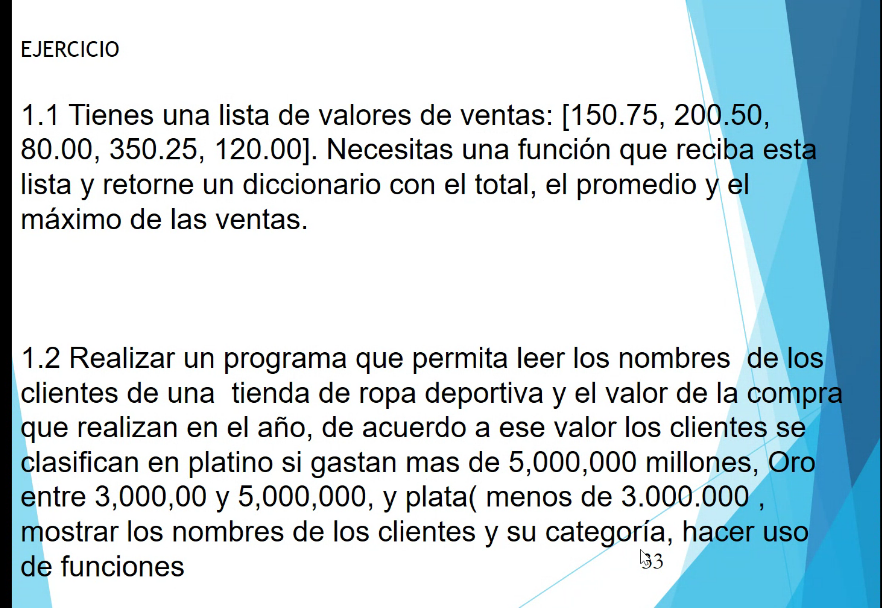 EJERCICIO
1.1 Tienes una lista de valores de ventas: [150.75, 200.50,
80.00, 350.25, 120.00]. Necesitas una función que reciba esta
lista y retorne un diccionario con el total, el promedio y el
máximo de las ventas.
1.2 Realizar un programa que permita leer los nombres de los
clientes de una tienda de ropa deportiva y el valor de la compra
que realizan en el año, de acuerdo a ese valor los clientes se
clasifican en platino si gastan mas de 5,000,000 millones, Oro
entre 3,000,00 y 5,000,000, y plata( menos de 3.000.000 ,
mostrar los nombres de los clientes y su categoría, hacer uso
de funciones
33